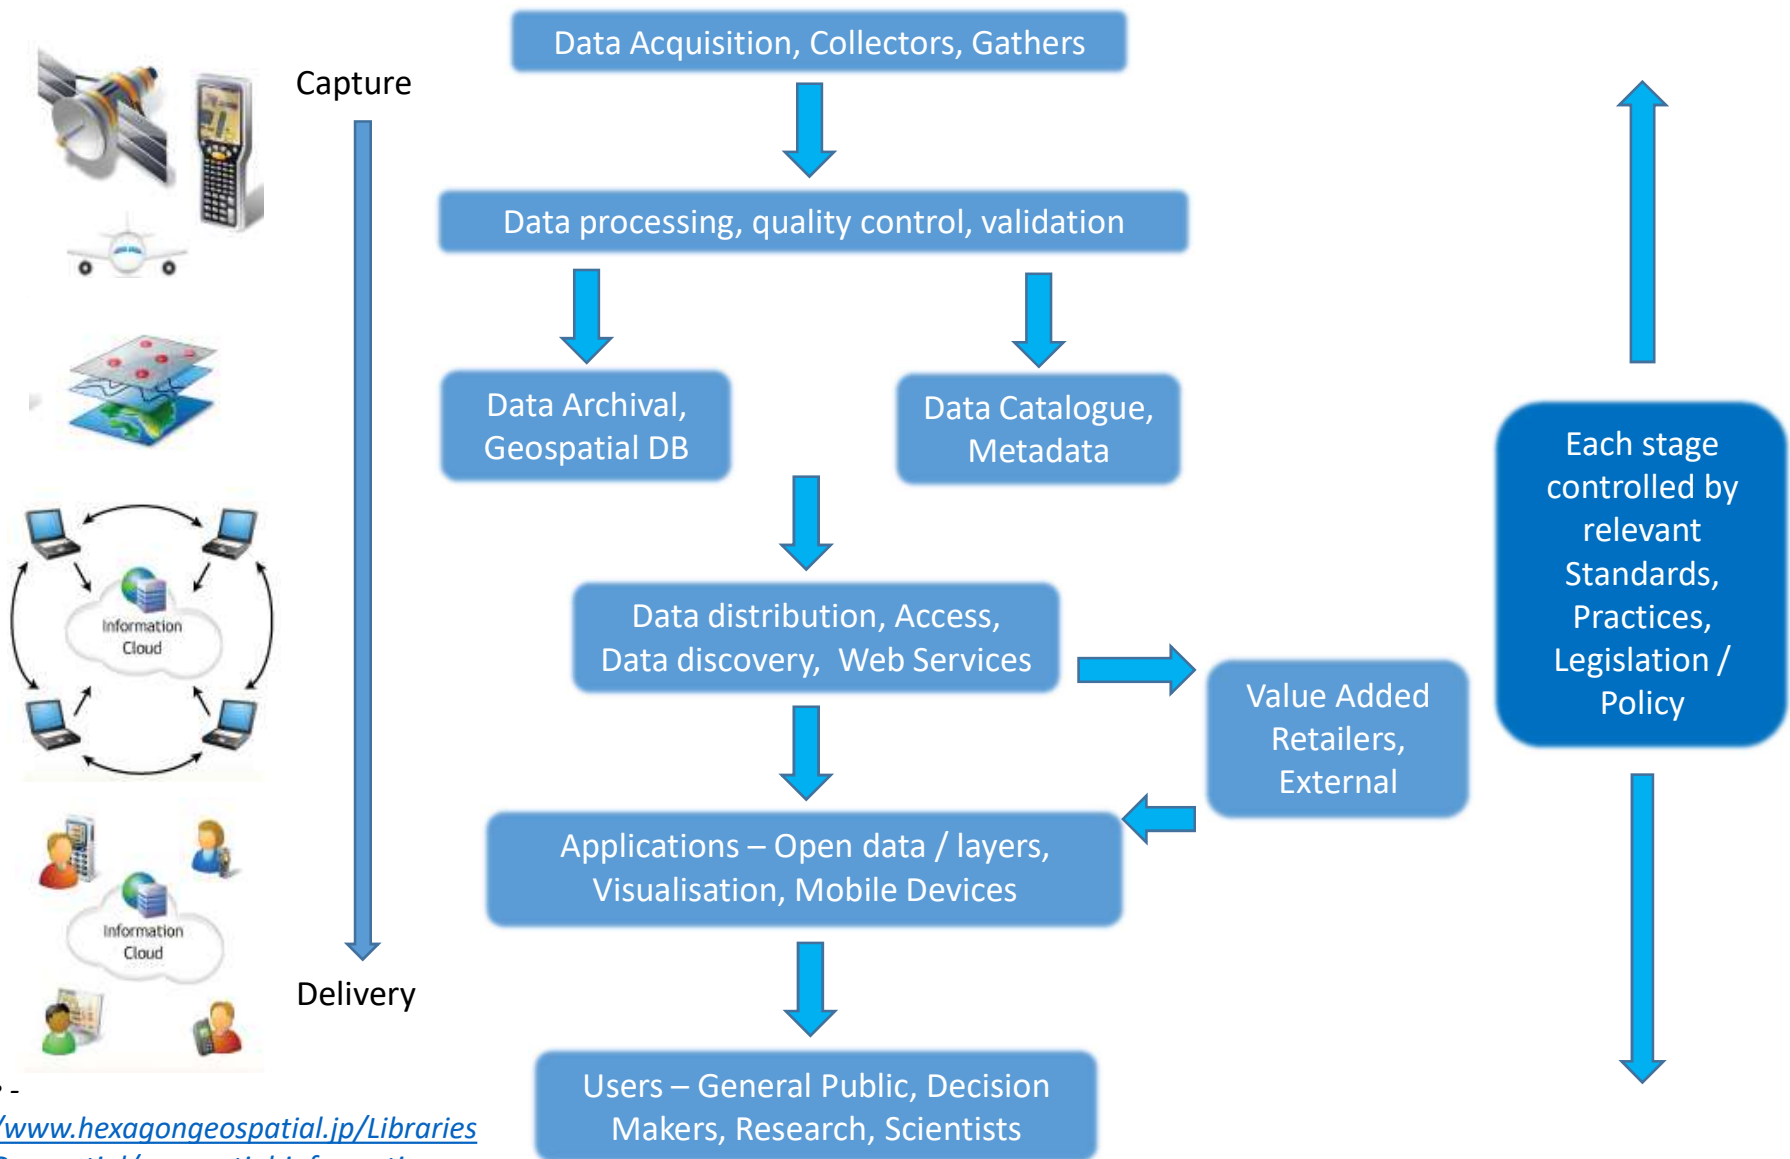 Data Acquisition, Collectors, Gathers
Capture
Data processing, quality control, validation
Data Archival,
Geospatial DB
Data Catalogue,
Metadata
Each stage
controlled by
relevant
Standards,
Practices,
Legislation /
Policy
Information
Cloud
Data distribution, Access,
Data discovery, Web Services
Value Added
Retailers,
External
Applications – Open data / layers,
Visualisation, Mobile Devices
Information
Cloud
Delivery
Users – General Public, Decision
Makers, Research, Scientists
-
/www.hexagongeospatial.jp/Libraries